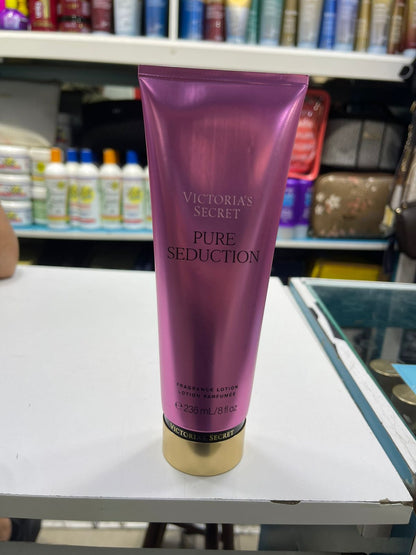 VICTORIA'S
SECRET
PURE
SEDUCTION
FRAGRANCE LOTION
LOTION PARFUMÉE
℮ 236 mL/8 fl oz
VICTORIA'S SECRET